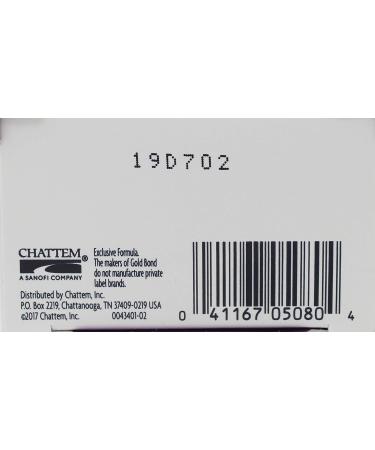 19D702
CHATTEM®
A SANOFI COMPANY
Exclusive Formula.
The makers of Gold Bond
do not manufacture private
label brands.
Distributed by Chattem, Inc.
P.O. Box 2219, Chattanooga, TN 37409-0219 USA
©2017 Chattem, Inc. 0043401-02
0 41167 05080 4